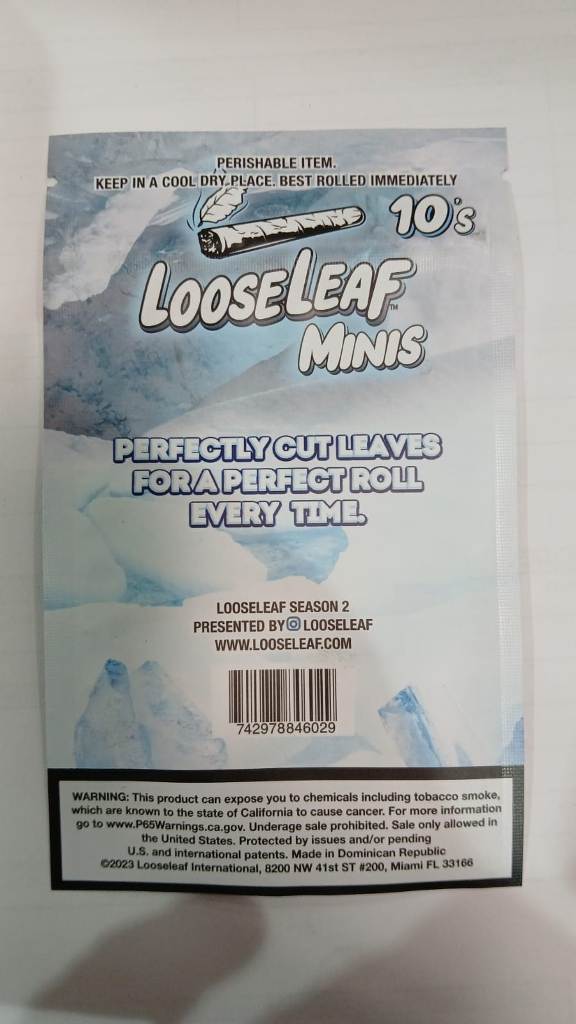 PERISHABLE ITEM.
KEEP IN A COOL DRY PLACE. BEST ROLLED IMMEDIATELY
10's
LOOSELEAF™
MINIS
PERFECTLY CUT LEAVES
FOR A PERFECT ROLL
EVERY TIME.
LOOSELEAF SEASON 2
PRESENTED BY LOOSELEAF
WWW.LOOSELEAF.COM
742978846029
WARNING: This product can expose you to chemicals including tobacco smoke,
which are known to the state of California to cause cancer. For more information
go to www.P65Warnings.ca.gov. Underage sale prohibited. Sale only allowed in
the United States. Protected by issues and/or pending
U.S. and international patents. Made in Dominican Republic
©2023 Looseleaf International, 8200 NW 41st ST #200, Miami FL 33166